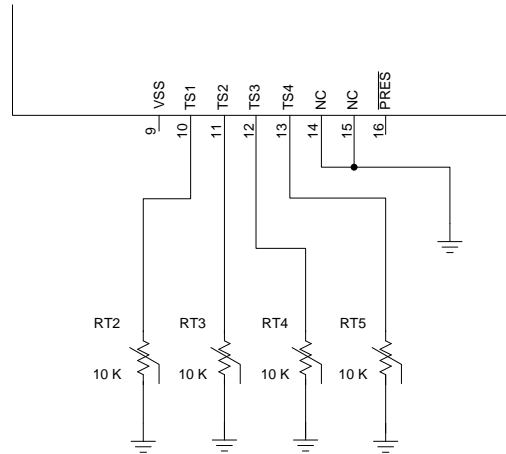 VSS
TS1
TS2
TS3
TS4
NC
NC
PRES
9
10
11
12
13
14
15
16
RT2
RT3
RT4
RT5
10 K
10 K
10 K
10 K